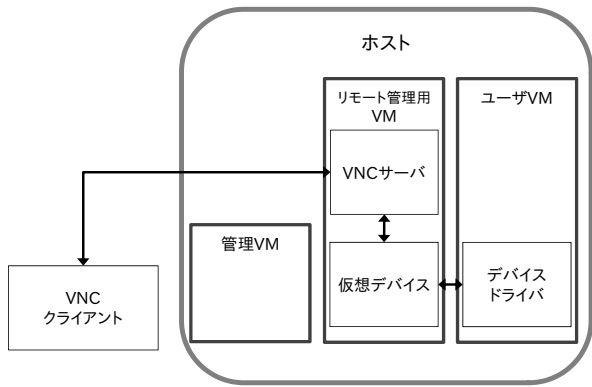 ホスト
リモート管理用
VM
ユーザVM
VNCサーバ
管理VM
仮想デバイス
デバイス
ドライバ
VNC
クライアント